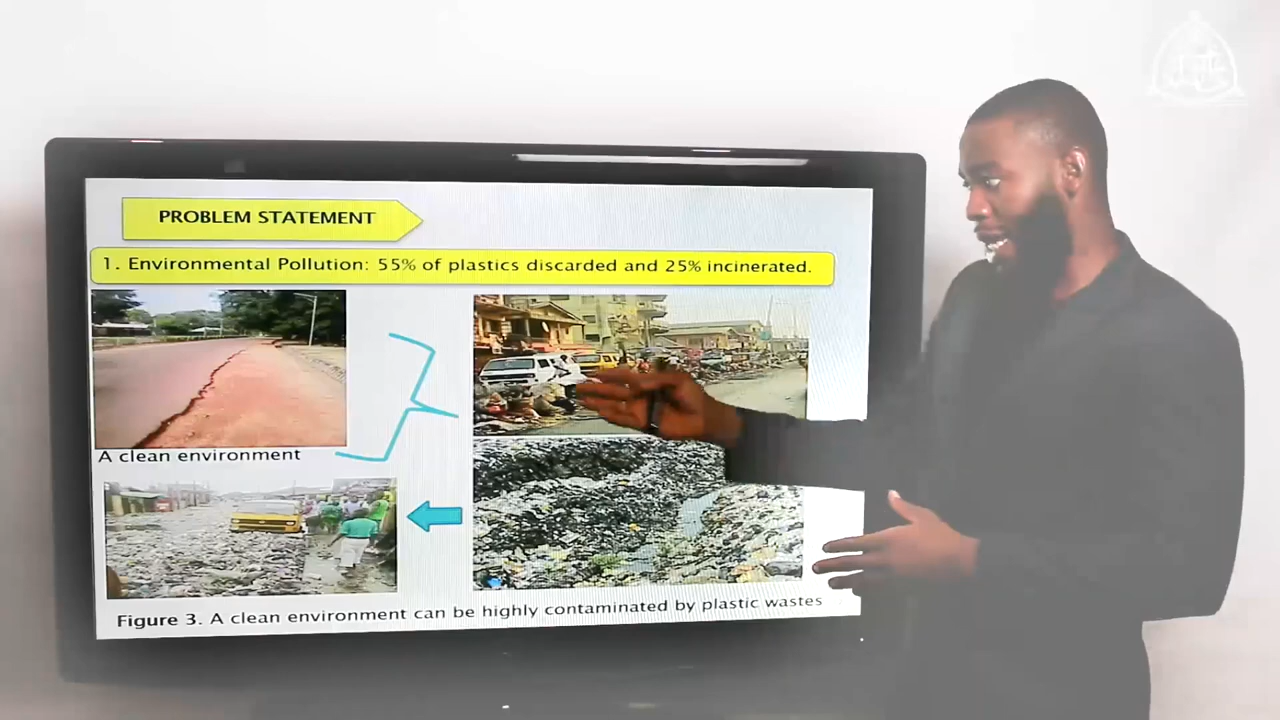 PROBLEM STATEMENT
1. Environmental Pollution: 55% of plastics discarded and 25% incinerated.
A clean environment
Figure 3. A clean environment can be highly contaminated by plastic wastes